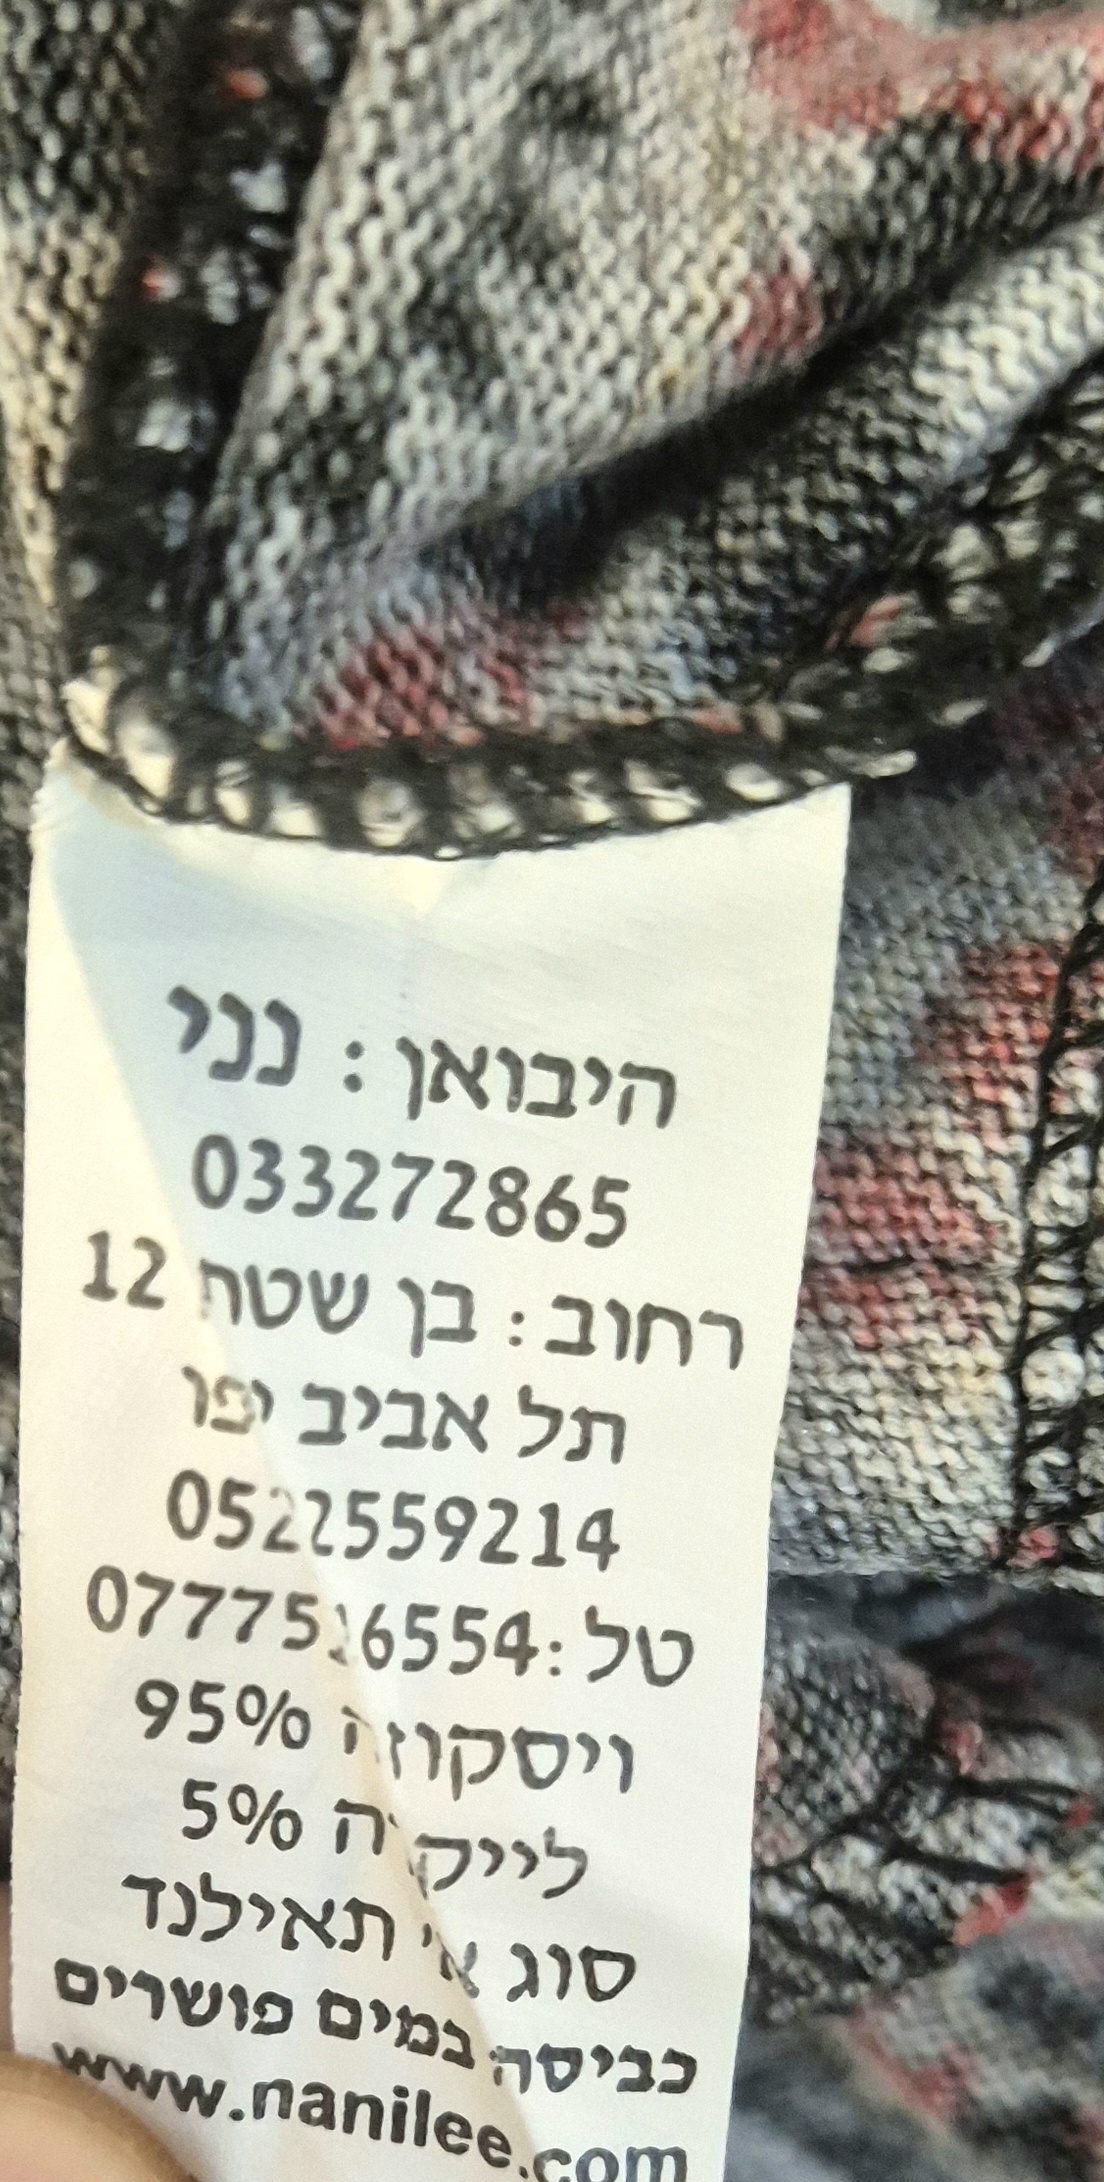 היבואן : נני
033272865
רחוב : בן שטח 12
תל אביב יפו
0522559214
טל :
ויסקוזה 95%
לייקרה 5%
סוג א' תאילנד
כביסה במים פושרים
www.nanilee.com